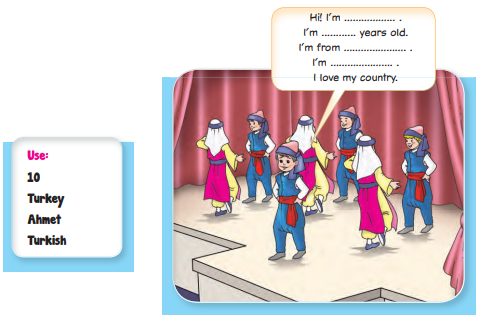 Hi! I'm ................. .
I'm ............ years old.
I'm from ...................... .
I'm ...................... .
I love my country.
Use:
10
Turkey
Ahmet
Turkish